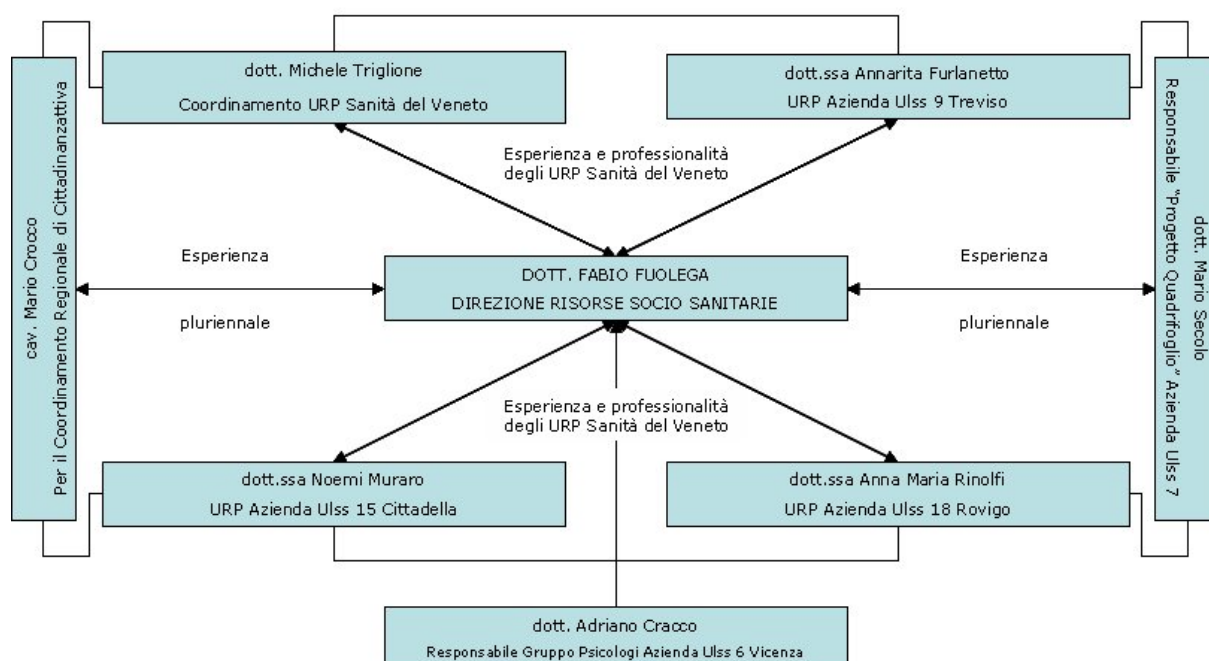 dott. Michele Triglione
Coordinamento URP Sanità del Veneto
dott.ssa Annarita Furlanetto
URP Azienda Ulss 9 Treviso
cav. Mario Crocco
Per il Coordinamento Regionale di Cittadinanzattiva
Esperienza e professionalità
degli URP Sanità del Veneto
dott. Mario Secolo
Responsabile "Progetto Quadrifoglio" Azienda Ulss 7
Esperienza
pluriennale
DOTT. FABIO FUOLEGA
DIREZIONE RISORSE SOCIO SANITARIE
Esperienza
pluriennale
Esperienza e professionalità
degli URP Sanità del Veneto
dott.ssa Noemi Muraro
URP Azienda Ulss 15 Cittadella
dott.ssa Anna Maria Rinolfi
URP Azienda Ulss 18 Rovigo
dott. Adriano Cracco
Responsabile Gruppo Psicologi Azienda Ulss 6 Vicenza